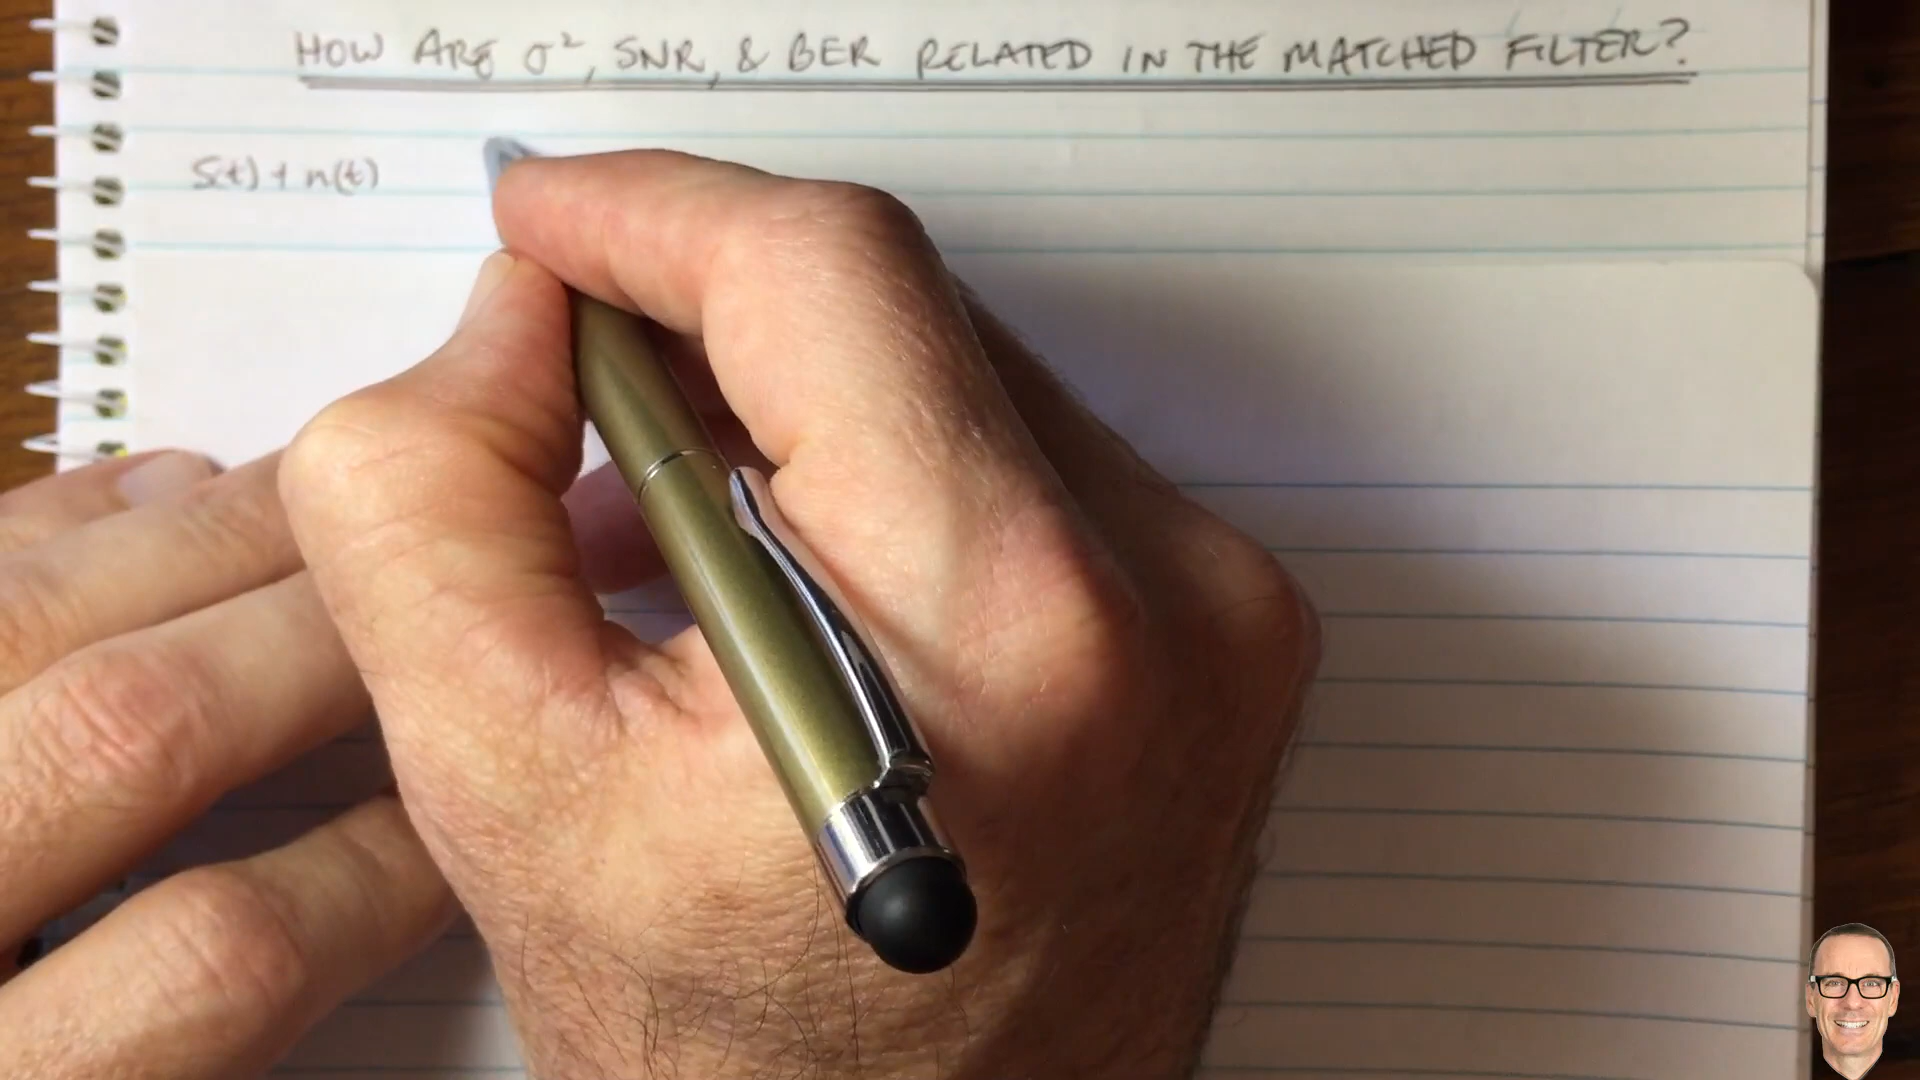 HOW ARE σ², SNR, & BER RELATED IN THE MATCHED FILTER?
S(t) + n(t)